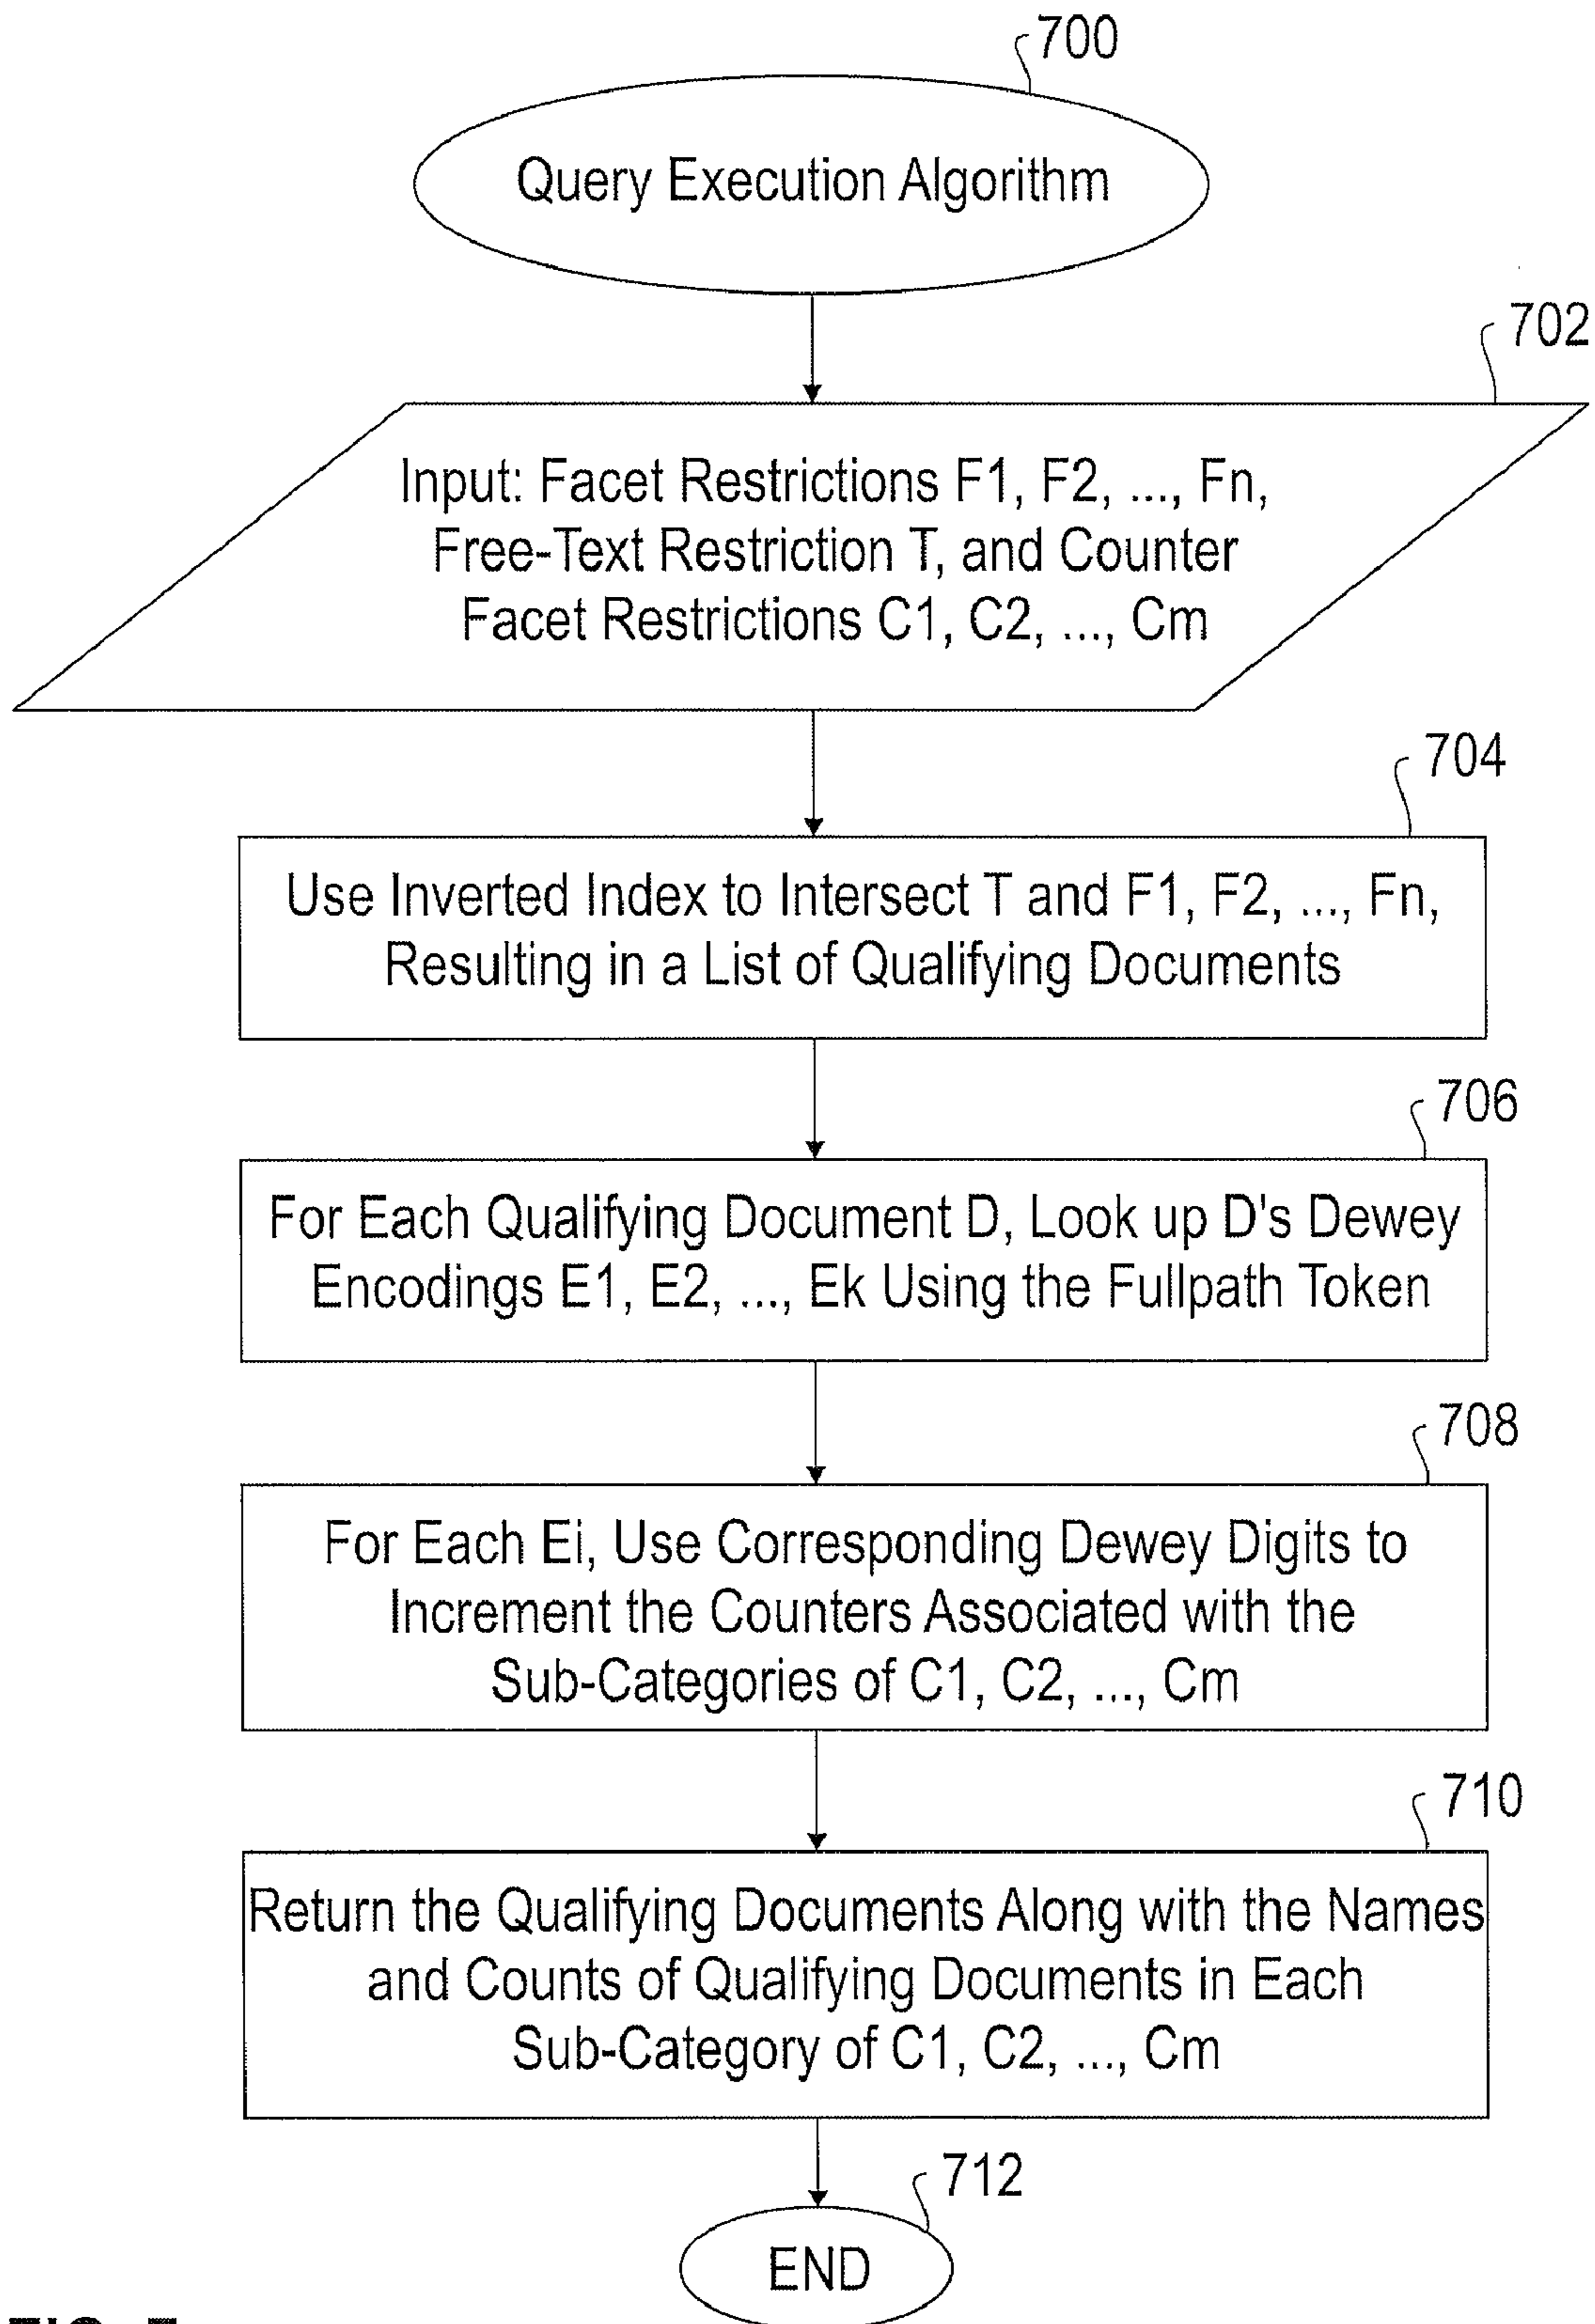 700
Query Execution Algorithm
702
Input: Facet Restrictions F1, F2, ..., Fn,
Free-Text Restriction T, and Counter
Facet Restrictions C1, C2, ..., Cm
704
Use Inverted Index to Intersect T and F1, F2, ..., Fn,
Resulting in a List of Qualifying Documents
706
For Each Qualifying Document D, Look up D's Dewey
Encodings E1, E2, ..., Ek Using the Fullpath Token
708
For Each Ei, Use Corresponding Dewey Digits to
Increment the Counters Associated with the
Sub-Categories of C1, C2, ..., Cm
710
Return the Qualifying Documents Along with the Names
and Counts of Qualifying Documents in Each
Sub-Category of C1, C2, ..., Cm
712
END